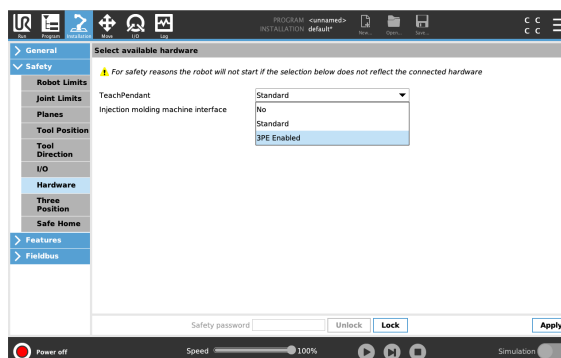 UR
Run
Program
Installation
Move
I/O
Log
PROGRAM <unnamed>
INSTALLATION default*
New...
Open...
Save...
C C
C C
General
Safety
Robot Limits
Joint Limits
Planes
Tool Position
Tool
Direction
I/O
Hardware
Three
Position
Safe Home
Features
Fieldbus
Select available hardware
For safety reasons the robot will not start if the selection below does not reflect the connected hardware
TeachPendant
Standard
Injection molding machine interface
No
Standard
3PE Enabled
Safety password
Unlock
Lock
Apply
Power off
Speed
100%
Simulation